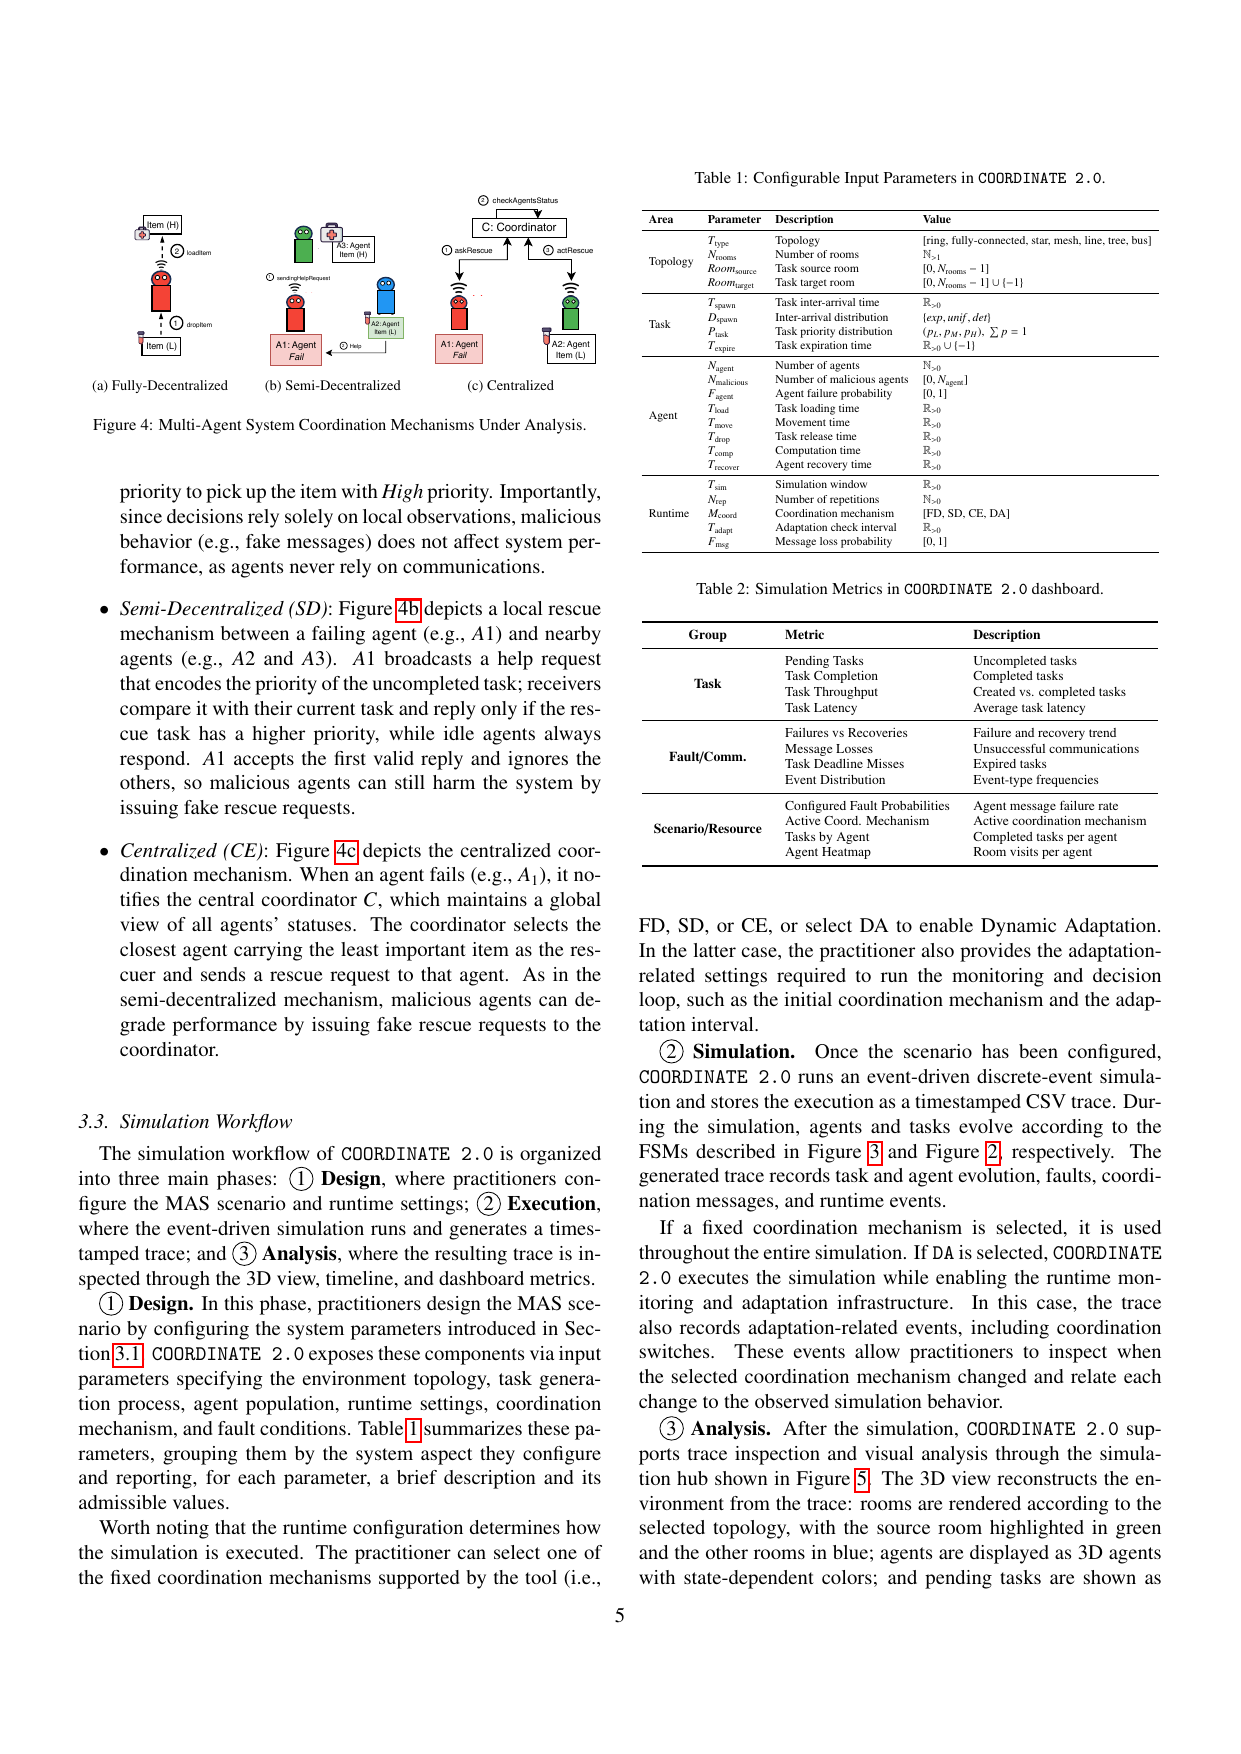 Item (H)
2 loadItem
1 dropItem
Item (L)
(a) Fully-Decentralized
A3: Agent
Item (H)
1 sendingHelpRequest
A2: Agent
Item (L)
A1: Agent
Fail
2 Help
(b) Semi-Decentralized
2 checkAgentsStatus
C: Coordinator
1 askRescue
3 actRescue
. .
A1: Agent
Fail
A2: Agent
Item (L)
(c) Centralized
Figure 4: Multi-Agent System Coordination Mechanisms Under Analysis.
priority to pick up the item with High priority. Importantly,
since decisions rely solely on local observations, malicious
behavior (e.g., fake messages) does not affect system per-
formance, as agents never rely on communications.
• Semi-Decentralized (SD): Figure 4b depicts a local rescue
mechanism between a failing agent (e.g., A1) and nearby
agents (e.g., A2 and A3). A1 broadcasts a help request
that encodes the priority of the uncompleted task; receivers
compare it with their current task and reply only if the res-
cue task has a higher priority, while idle agents always
respond. A1 accepts the first valid reply and ignores the
others, so malicious agents can still harm the system by
issuing fake rescue requests.
• Centralized (CE): Figure 4c depicts the centralized coor-
dination mechanism. When an agent fails (e.g., A1), it no-
tifies the central coordinator C, which maintains a global
view of all agents' statuses. The coordinator selects the
closest agent carrying the least important item as the res-
cuer and sends a rescue request to that agent. As in the
semi-decentralized mechanism, malicious agents can de-
grade performance by issuing fake rescue requests to the
coordinator.
3.3. Simulation Workflow
The simulation workflow of COORDINATE 2.0 is organized
into three main phases: ① Design, where practitioners con-
figure the MAS scenario and runtime settings; ② Execution,
where the event-driven simulation runs and generates a times-
tamped trace; and ③ Analysis, where the resulting trace is in-
spected through the 3D view, timeline, and dashboard metrics.
① Design. In this phase, practitioners design the MAS sce-
nario by configuring the system parameters introduced in Sec-
tion 3.1. COORDINATE 2.0 exposes these components via input
parameters specifying the environment topology, task genera-
tion process, agent population, runtime settings, coordination
mechanism, and fault conditions. Table 1 summarizes these pa-
rameters, grouping them by the system aspect they configure
and reporting, for each parameter, a brief description and its
admissible values.
Worth noting that the runtime configuration determines how
the simulation is executed. The practitioner can select one of
the fixed coordination mechanisms supported by the tool (i.e.,
Table 1: Configurable Input Parameters in COORDINATE 2.0.
Area Parameter Description Value
Topology
T_type Topology [ring, fully-connected, star, mesh, line, tree, bus]
N_rooms Number of rooms ℕ>1
Room_source Task source room [0, N_rooms − 1]
Room_target Task target room [0, N_rooms − 1] ∪ {−1}
Task
T_spawn Task inter-arrival time ℝ>0
D_spawn Inter-arrival distribution {exp, unif, det}
P_task Task priority distribution (p_L, p_M, p_H), ∑ p = 1
T_expire Task expiration time ℝ>0 ∪ {−1}
Agent
N_agent Number of agents ℕ>0
N_malicious Number of malicious agents [0, N_agent]
F_agent Agent failure probability [0, 1]
T_load Task loading time ℝ>0
T_move Movement time ℝ>0
T_drop Task release time ℝ>0
T_comp Computation time ℝ>0
T_recover Agent recovery time ℝ>0
Runtime
T_sim Simulation window ℝ>0
N_rep Number of repetitions ℕ>0
M_coord Coordination mechanism [FD, SD, CE, DA]
T_adapt Adaptation check interval ℝ>0
F_msg Message loss probability [0, 1]
Table 2: Simulation Metrics in COORDINATE 2.0 dashboard.
Group Metric Description
Task
Pending Tasks Uncompleted tasks
Task Completion Completed tasks
Task Throughput Created vs. completed tasks
Task Latency Average task latency
Fault/Comm.
Failures vs Recoveries Failure and recovery trend
Message Losses Unsuccessful communications
Task Deadline Misses Expired tasks
Event Distribution Event-type frequencies
Scenario/Resource
Configured Fault Probabilities Agent message failure rate
Active Coord. Mechanism Active coordination mechanism
Tasks by Agent Completed tasks per agent
Agent Heatmap Room visits per agent
FD, SD, or CE, or select DA to enable Dynamic Adaptation.
In the latter case, the practitioner also provides the adaptation-
related settings required to run the monitoring and decision
loop, such as the initial coordination mechanism and the adap-
tation interval.
② Simulation. Once the scenario has been configured,
COORDINATE 2.0 runs an event-driven discrete-event simula-
tion and stores the execution as a timestamped CSV trace. Dur-
ing the simulation, agents and tasks evolve according to the
FSMs described in Figure 3 and Figure 2, respectively. The
generated trace records task and agent evolution, faults, coordi-
nation messages, and runtime events.
If a fixed coordination mechanism is selected, it is used
throughout the entire simulation. If DA is selected, COORDINATE
2.0 executes the simulation while enabling the runtime mon-
itoring and adaptation infrastructure. In this case, the trace
also records adaptation-related events, including coordination
switches. These events allow practitioners to inspect when
the selected coordination mechanism changed and relate each
change to the observed simulation behavior.
③ Analysis. After the simulation, COORDINATE 2.0 sup-
ports trace inspection and visual analysis through the simula-
tion hub shown in Figure 5. The 3D view reconstructs the en-
vironment from the trace: rooms are rendered according to the
selected topology, with the source room highlighted in green
and the other rooms in blue; agents are displayed as 3D agents
with state-dependent colors; and pending tasks are shown as
5